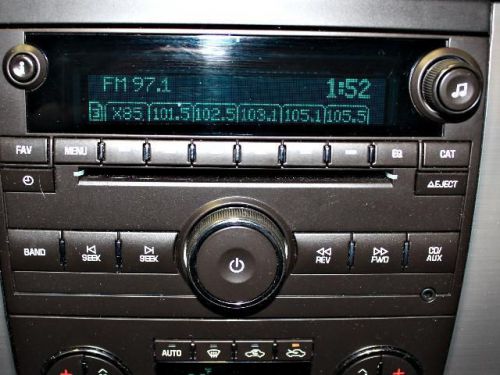 FM 97.1 1:52
3 X85 101.5 102.5 103.1 105.1 105.5
FAV MENU EQ CAT
EJECT
BAND SEEK SEEK REV FWD CD/AUX
AUTO